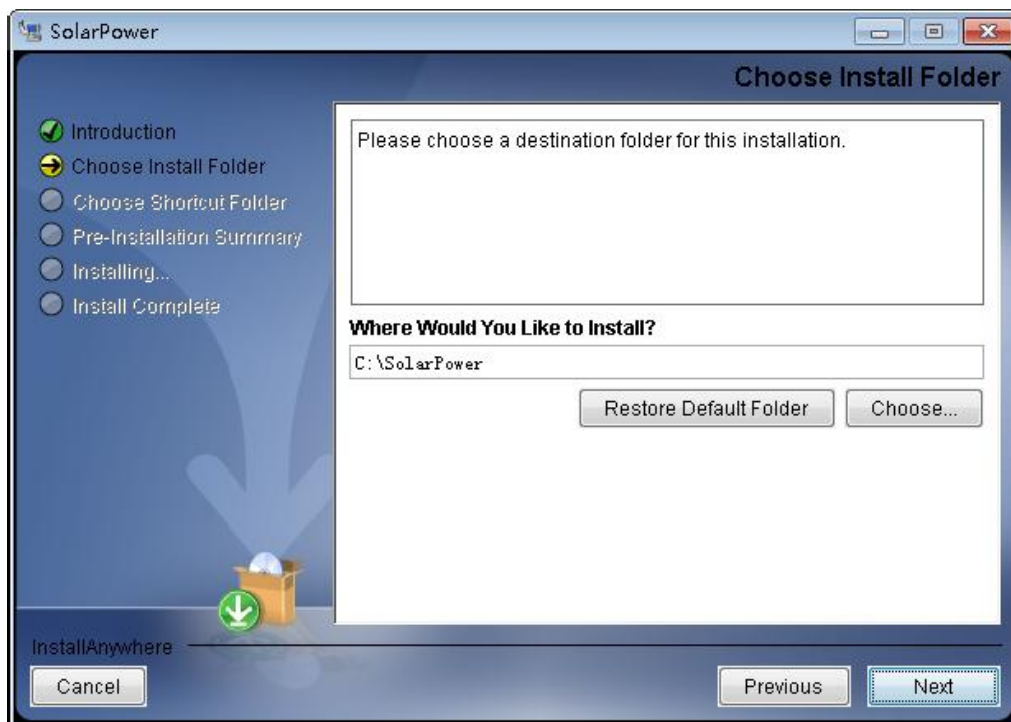 SolarPower
Choose Install Folder
Introduction
Choose Install Folder
Choose Shortcut Folder
Pre-Installation Summary
Installing...
Install Complete
Please choose a destination folder for this installation.
Where Would You Like to Install?
C:\SolarPower
Restore Default Folder
Choose...
InstallAnywhere
Cancel
Previous
Next